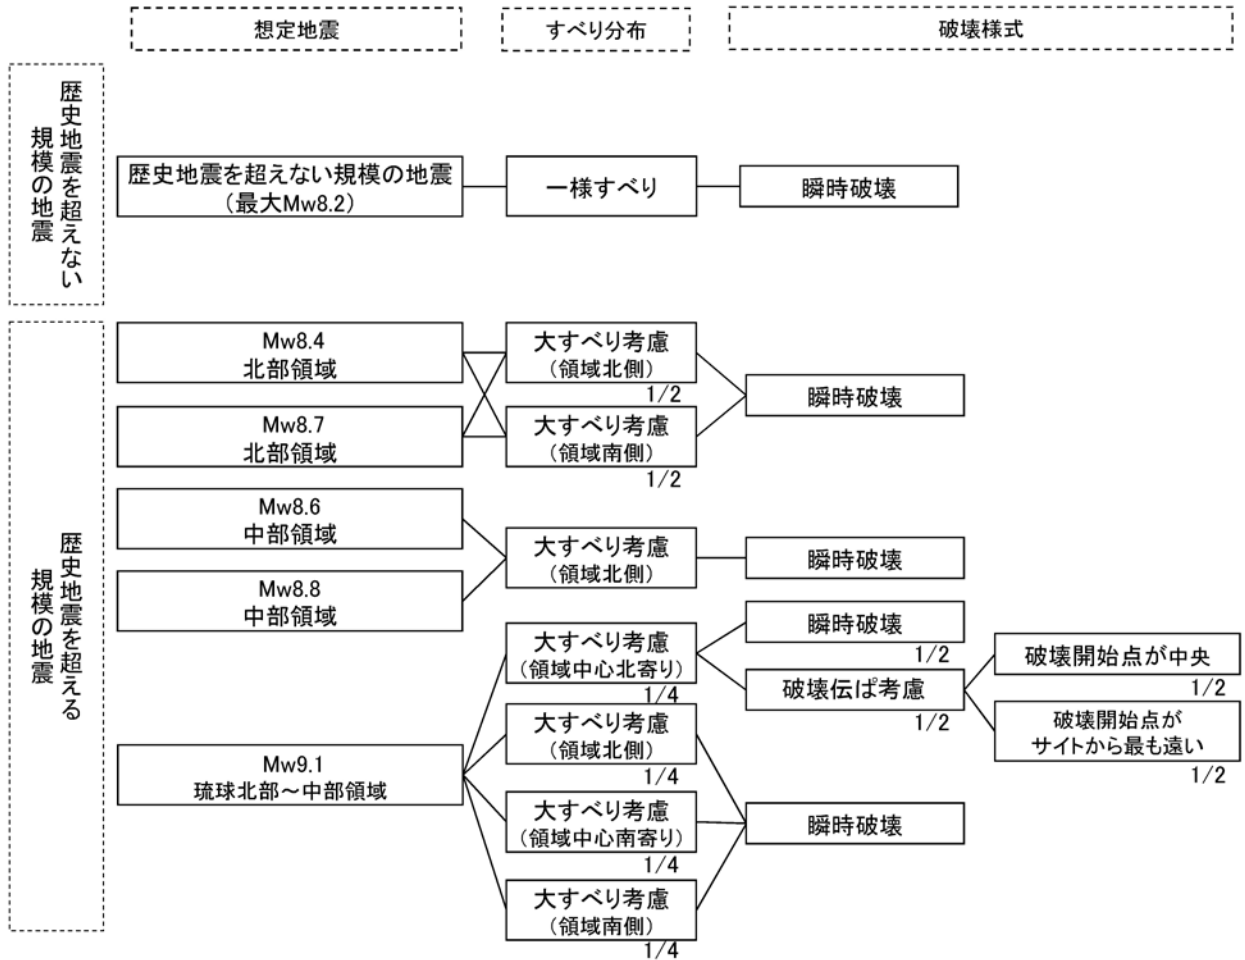 想定地震
すべり分布
破壊様式
歴史地震を超えない
規模の地震
歴史地震を超えない規模の地震
(最大Mw8.2)
一様すべり
瞬時破壊
歴史地震を超える
規模の地震
Mw8.4
北部領域
Mw8.7
北部領域
大すべり考慮
(領域北側)
1/2
大すべり考慮
(領域南側)
1/2
瞬時破壊
Mw8.6
中部領域
Mw8.8
中部領域
大すべり考慮
(領域北側)
瞬時破壊
Mw9.1
琉球北部～中部領域
大すべり考慮
(領域中心北寄り)
1/4
瞬時破壊
1/2
破壊伝ぱ考慮
1/2
破壊開始点が中央
1/2
破壊開始点が
サイトから最も遠い
1/2
大すべり考慮
(領域北側)
1/4
大すべり考慮
(領域中心南寄り)
1/4
大すべり考慮
(領域南側)
1/4
瞬時破壊